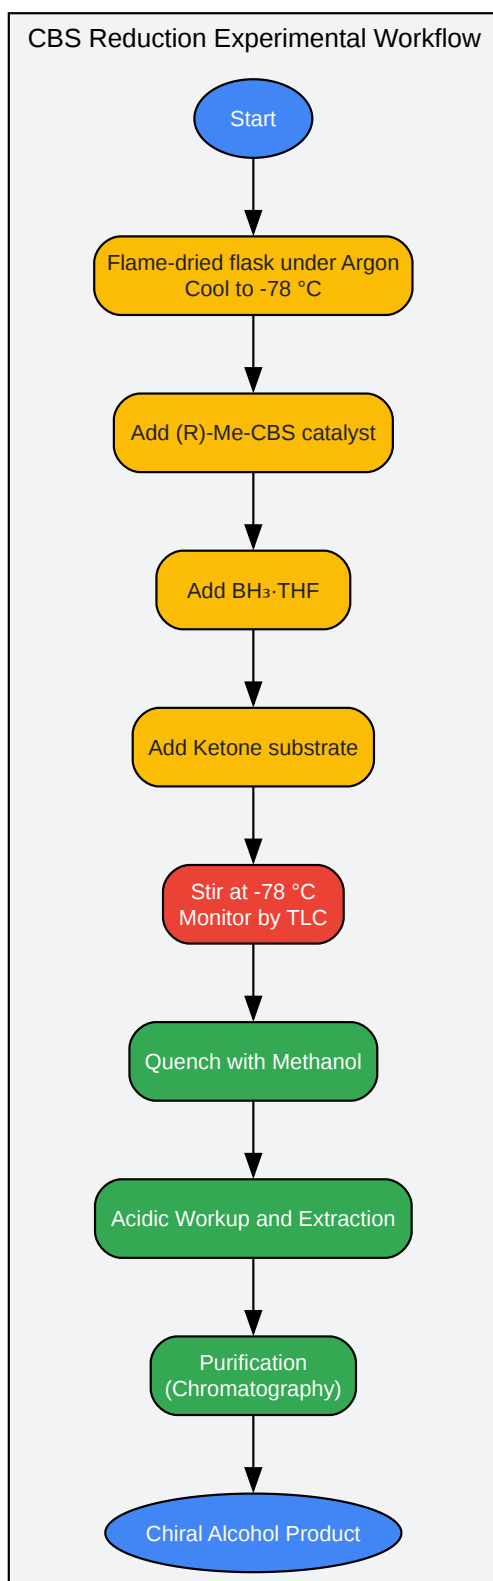 CBS Reduction Experimental Workflow
Start
Flame-dried flask under Argon
Cool to -78 °C
Add (R)-Me-CBS catalyst
Add BH₃·THF
Add Ketone substrate
Stir at -78 °C
Monitor by TLC
Quench with Methanol
Acidic Workup and Extraction
Purification
(Chromatography)
Chiral Alcohol Product